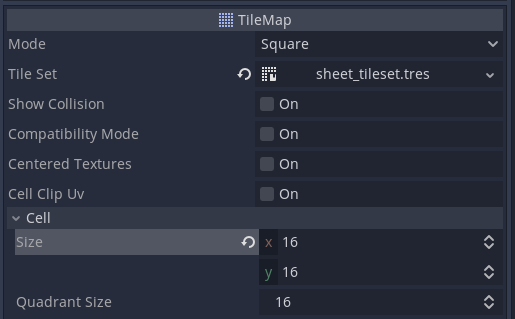 TileMap
Mode Square
Tile Set sheet_tileset.tres
Show Collision On
Compatibility Mode On
Centered Textures On
Cell Clip Uv On
Cell
Size x 16
y 16
Quadrant Size 16